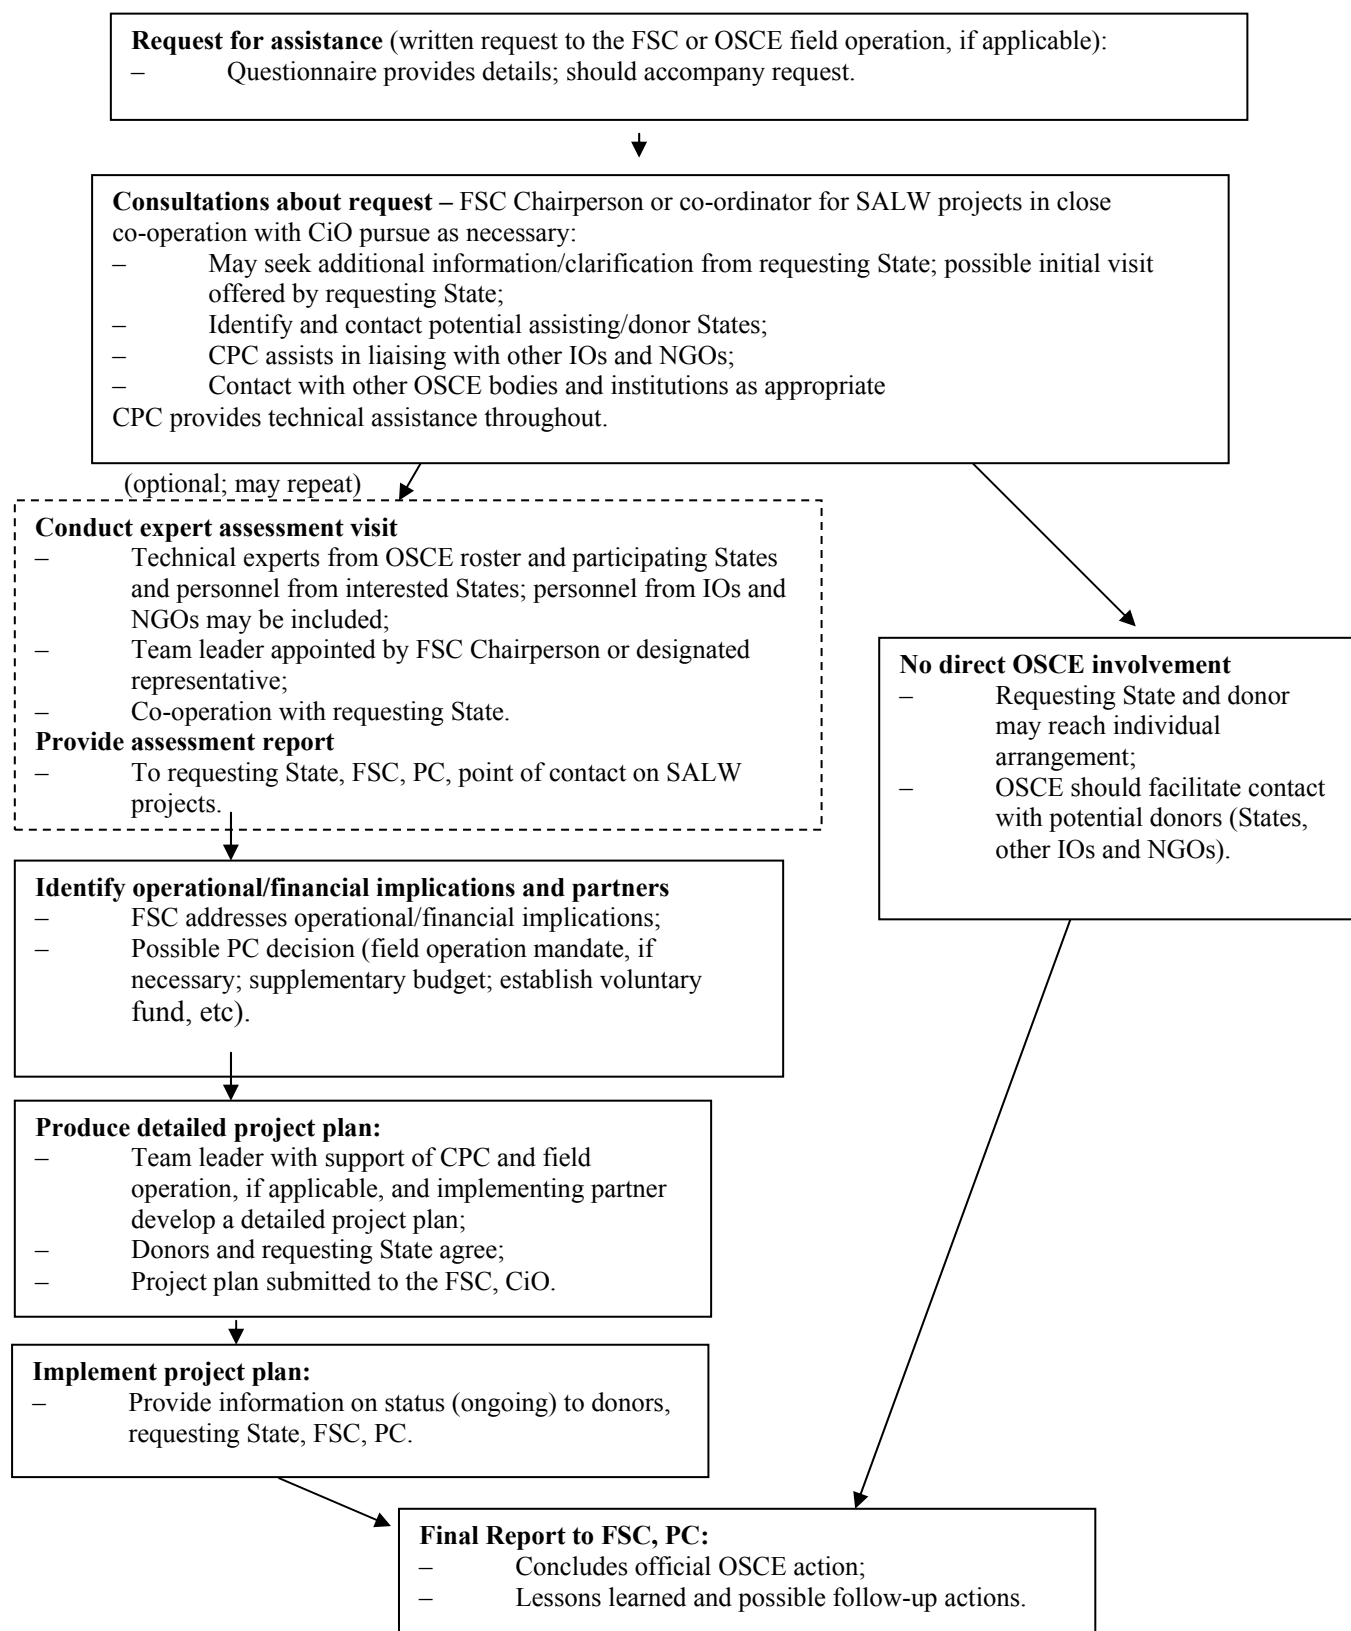 Request for assistance (written request to the FSC or OSCE field operation, if applicable):
– Questionnaire provides details; should accompany request.
Consultations about request – FSC Chairperson or co-ordinator for SALW projects in close
co-operation with CiO pursue as necessary:
– May seek additional information/clarification from requesting State; possible initial visit
offered by requesting State;
– Identify and contact potential assisting/donor States;
– CPC assists in liaising with other IOs and NGOs;
– Contact with other OSCE bodies and institutions as appropriate
CPC provides technical assistance throughout.
(optional; may repeat)
Conduct expert assessment visit
– Technical experts from OSCE roster and participating States
and personnel from interested States; personnel from IOs and
NGOs may be included;
– Team leader appointed by FSC Chairperson or designated
representative;
– Co-operation with requesting State.
Provide assessment report
– To requesting State, FSC, PC, point of contact on SALW
projects.
No direct OSCE involvement
– Requesting State and donor
may reach individual
arrangement;
– OSCE should facilitate contact
with potential donors (States,
other IOs and NGOs).
Identify operational/financial implications and partners
– FSC addresses operational/financial implications;
– Possible PC decision (field operation mandate, if
necessary; supplementary budget; establish voluntary
fund, etc).
Produce detailed project plan:
– Team leader with support of CPC and field
operation, if applicable, and implementing partner
develop a detailed project plan;
– Donors and requesting State agree;
– Project plan submitted to the FSC, CiO.
Implement project plan:
– Provide information on status (ongoing) to donors,
requesting State, FSC, PC.
Final Report to FSC, PC:
– Concludes official OSCE action;
– Lessons learned and possible follow-up actions.